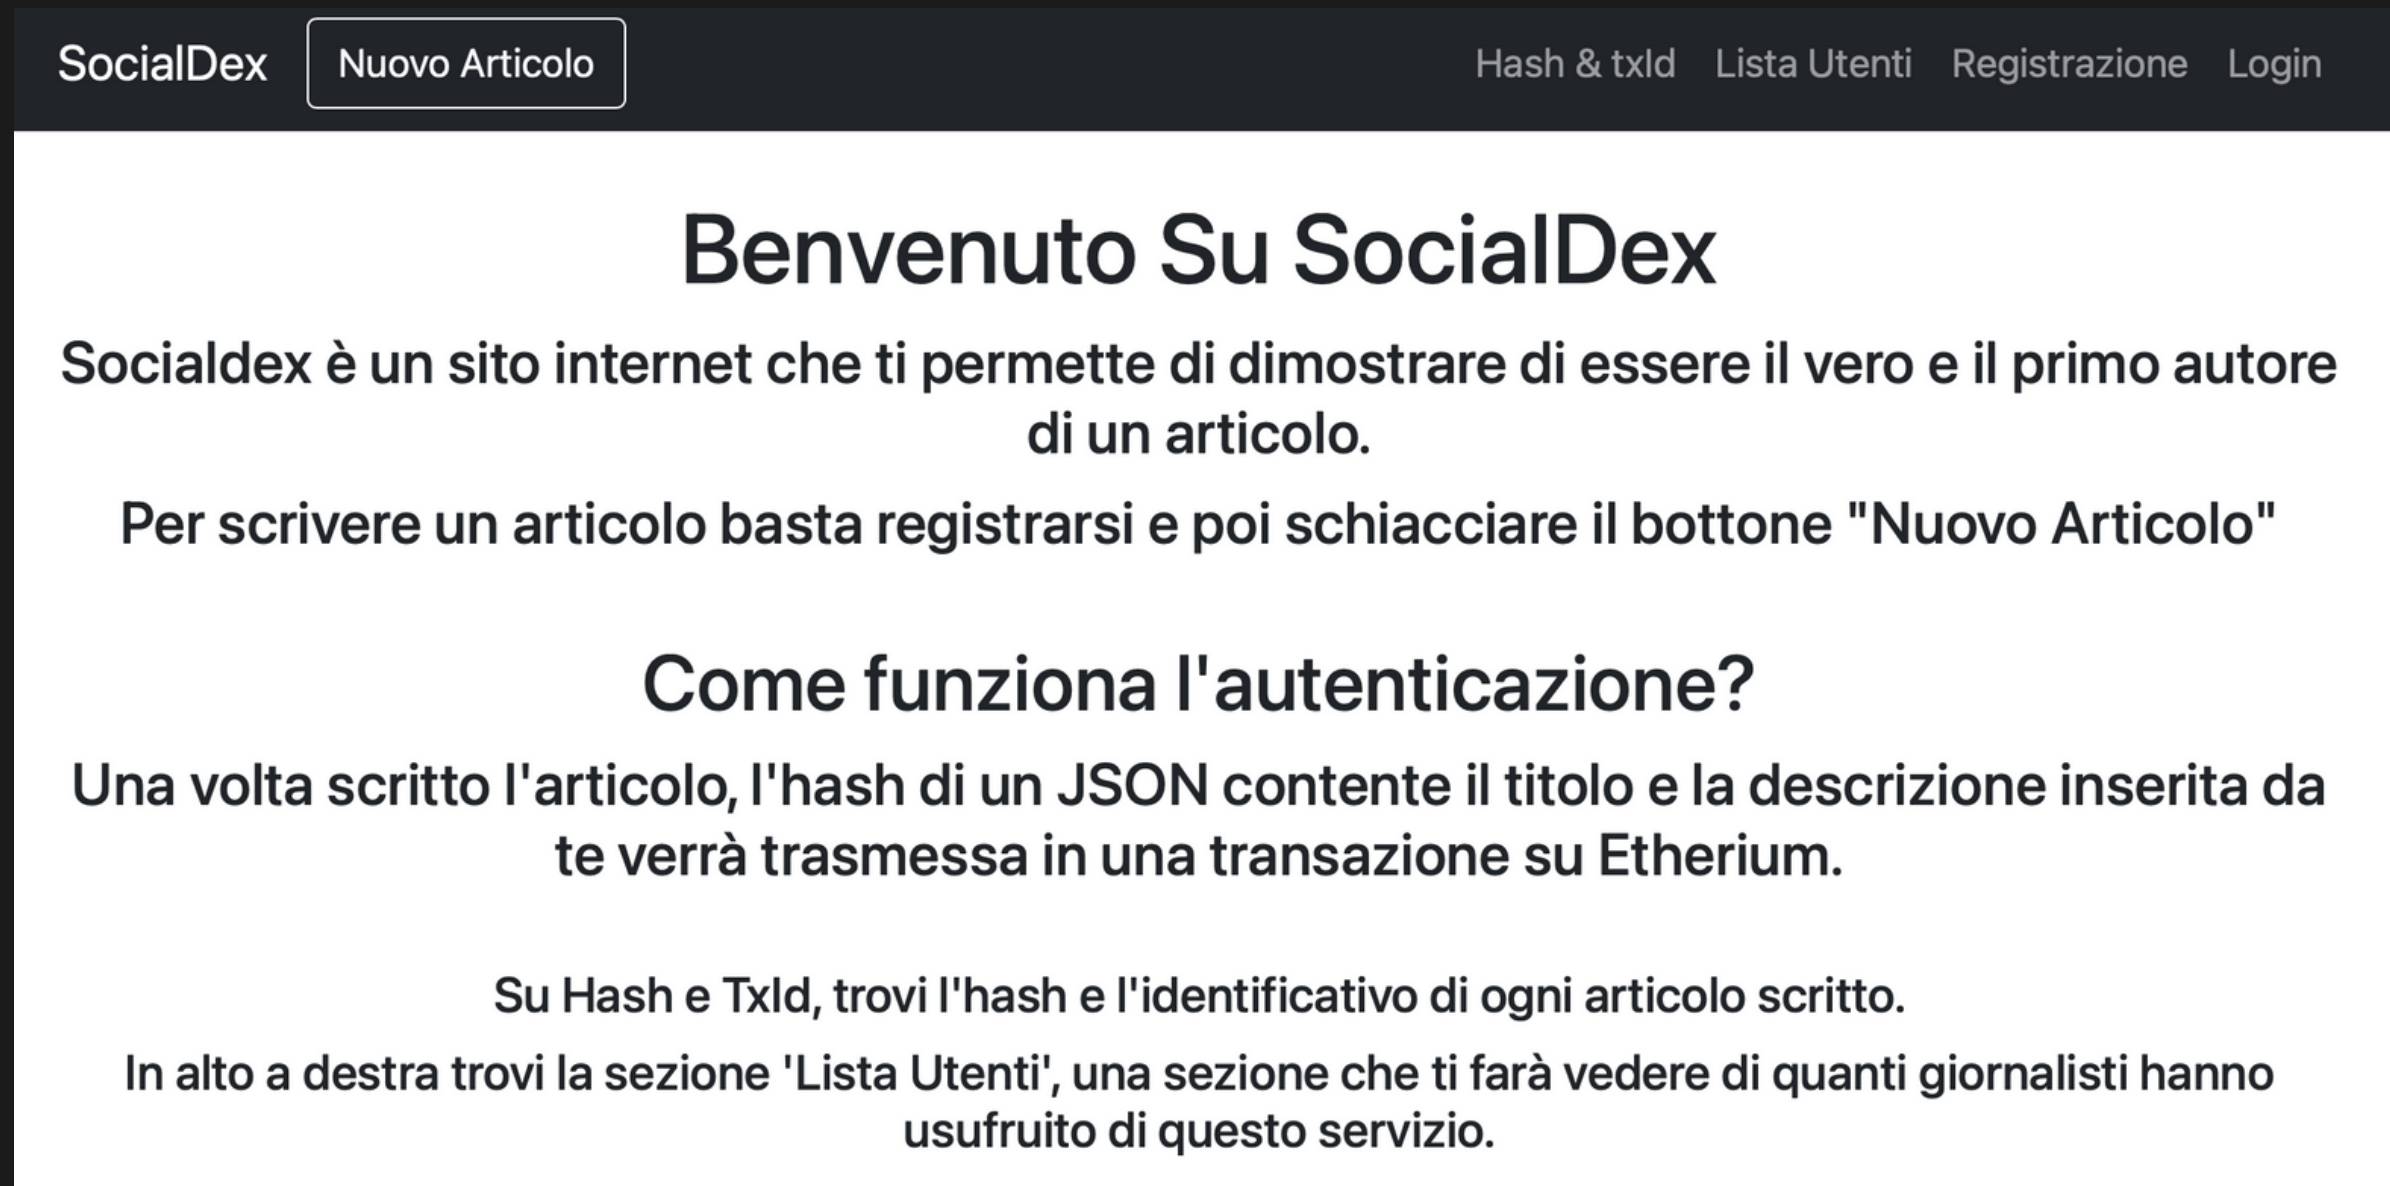 SocialDex
Nuovo Articolo
Hash & txId
Lista Utenti
Registrazione
Login
Benvenuto Su SocialDex
Socialdex è un sito internet che ti permette di dimostrare di essere il vero e il primo autore
di un articolo.
Per scrivere un articolo basta registrarsi e poi schiacciare il bottone "Nuovo Articolo"
Come funziona l'autenticazione?
Una volta scritto l'articolo, l'hash di un JSON contente il titolo e la descrizione inserita da
te verrà trasmessa in una transazione su Etherium.
Su Hash e TxId, trovi l'hash e l'identificativo di ogni articolo scritto.
In alto a destra trovi la sezione 'Lista Utenti', una sezione che ti farà vedere di quanti giornalisti hanno
usufruito di questo servizio.